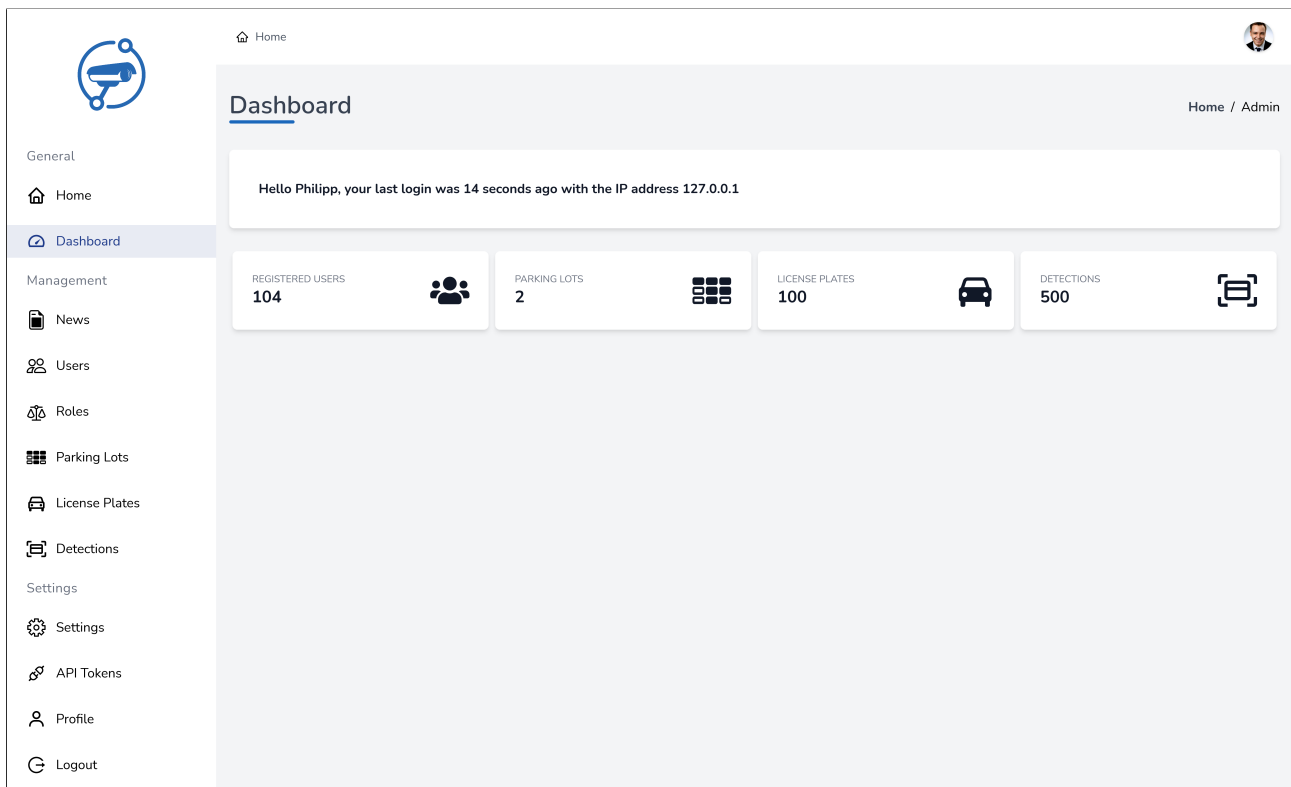 Home
Dashboard
Home / Admin
General
Home
Dashboard
Management
News
Users
Roles
Parking Lots
License Plates
Detections
Settings
Settings
API Tokens
Profile
Logout
Hello Philipp, your last login was 14 seconds ago with the IP address 127.0.0.1
REGISTERED USERS
104
PARKING LOTS
2
LICENSE PLATES
100
DETECTIONS
500